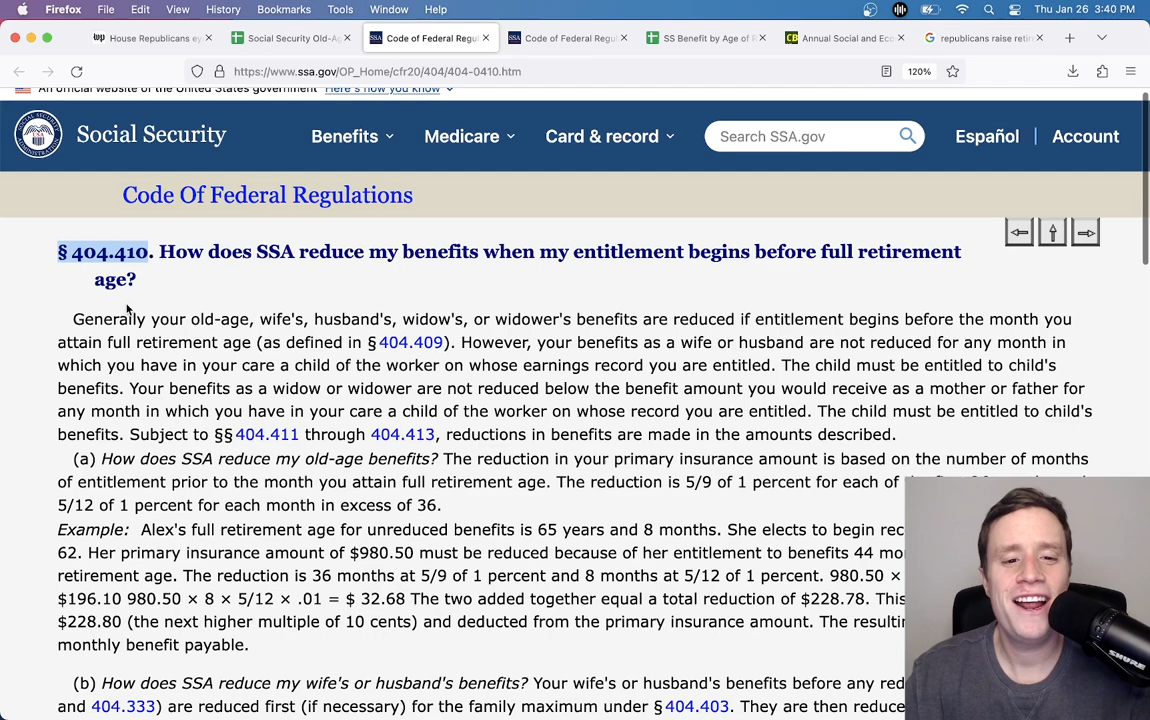 Firefox File Edit View History Bookmarks Tools Window Help Thu Jan 26 3:40 PM
wp House Republicans ey
Social Security Old-A
Code of Federal Regul
Code of Federal Regul
SS Benefit by Age of R
CB Annual Social and Eco
republicans raise retir
https://www.ssa.gov/OP_Home/cfr20/404/404-0410.htm 120%
An official website of the United States government Here's how you know
Social Security Benefits Medicare Card & record Search SSA.gov Español Account
Code Of Federal Regulations
§ 404.410. How does SSA reduce my benefits when my entitlement begins before full retirement
age?
Generally your old-age, wife's, husband's, widow's, or widower's benefits are reduced if entitlement begins before the month you
attain full retirement age (as defined in § 404.409). However, your benefits as a wife or husband are not reduced for any month in
which you have in your care a child of the worker on whose earnings record you are entitled. The child must be entitled to child's
benefits. Your benefits as a widow or widower are not reduced below the benefit amount you would receive as a mother or father for
any month in which you have in your care a child of the worker on whose record you are entitled. The child must be entitled to child's
benefits. Subject to §§ 404.411 through 404.413, reductions in benefits are made in the amounts described.
(a) How does SSA reduce my old-age benefits? The reduction in your primary insurance amount is based on the number of months
of entitlement prior to the month you attain full retirement age. The reduction is 5/9 of 1 percent for each of
5/12 of 1 percent for each month in excess of 36.
Example: Alex's full retirement age for unreduced benefits is 65 years and 8 months. She elects to begin rec
62. Her primary insurance amount of $980.50 must be reduced because of her entitlement to benefits 44 mo
retirement age. The reduction is 36 months at 5/9 of 1 percent and 8 months at 5/12 of 1 percent. 980.50 ×
$196.10 980.50 × 8 × 5/12 × .01 = $ 32.68 The two added together equal a total reduction of $228.78. This
$228.80 (the next higher multiple of 10 cents) and deducted from the primary insurance amount. The resultin
monthly benefit payable.
(b) How does SSA reduce my wife's or husband's benefits? Your wife's or husband's benefits before any red
and 404.333) are reduced first (if necessary) for the family maximum under § 404.403. They are then reduce
SHURE